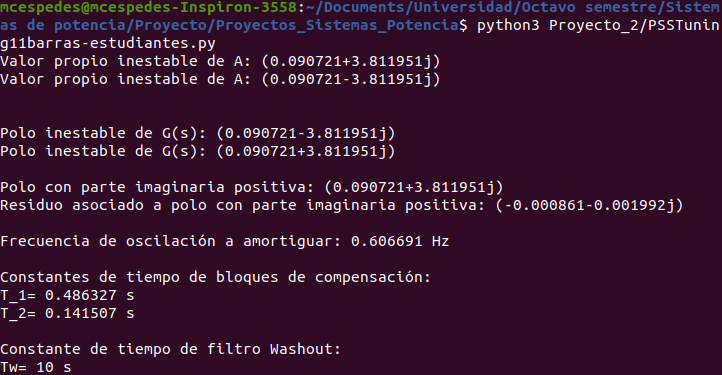 mcespedes@mcespedes-Inspiron-3558:~/Documents/Universidad/Octavo semestre/Sistem
as de potencia/Proyecto/Proyectos_Sistemas_Potencia$ python3 Proyecto_2/PSSTunin
g11barras-estudiantes.py
Valor propio inestable de A: (0.090721+3.811951j)
Valor propio inestable de A: (0.090721-3.811951j)
Polo inestable de G(s): (0.090721-3.811951j)
Polo inestable de G(s): (0.090721+3.811951j)
Polo con parte imaginaria positiva: (0.090721+3.811951j)
Residuo asociado a polo con parte imaginaria positiva: (-0.000861-0.001992j)
Frecuencia de oscilación a amortiguar: 0.606691 Hz
Constantes de tiempo de bloques de compensación:
T_1= 0.486327 s
T_2= 0.141507 s
Constante de tiempo de filtro Washout:
Tw= 10 s